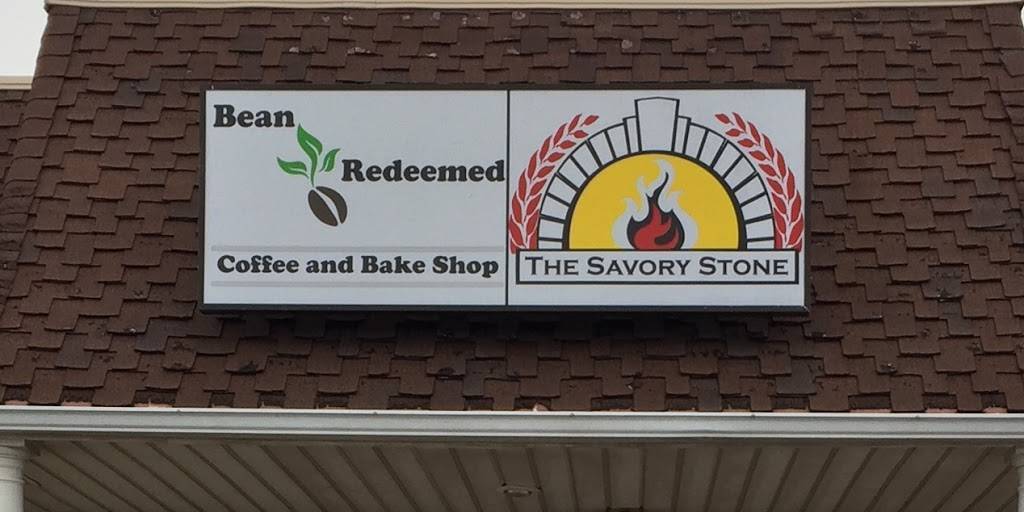 Bean
Redeemed
Coffee and Bake Shop
THE SAVORY STONE